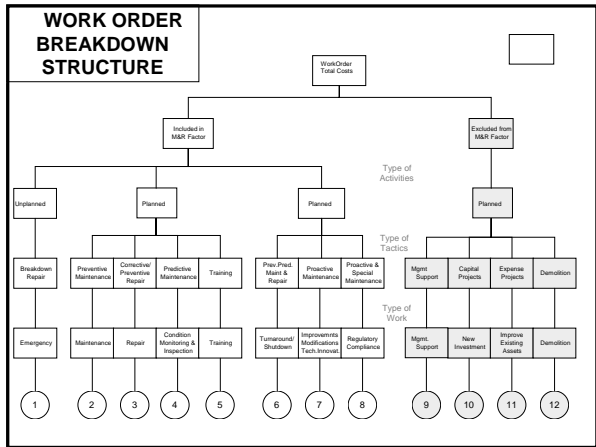 WORK ORDER
BREAKDOWN
STRUCTURE
WorkOrder
Total Costs
Included in
M&R Factor
Excluded from
M&R Factor
Type of
Activities
Unplanned
Planned
Planned
Planned
Type of
Tactics
Breakdown
Repair
Preventive
Maintenance
Corrective/
Preventive
Repair
Predictive
Maintenance
Training
Prev.Pred.
Maint &
Repair
Proactive
Maintenance
Proactive &
Special
Maintenance
Mgmt
Support
Capital
Projects
Expense
Projects
Demolition
Type of
Work
Emergency
Maintenance
Repair
Condition
Monitoring &
Inspection
Training
Turnaround/
Shutdown
Improvemnts
Modifications
Tech.Innovat.
Regulatory
Compliance
Mgmt.
Support
New
Investment
Improve
Existing
Assets
Demolition
1
2
3
4
5
6
7
8
9
10
11
12